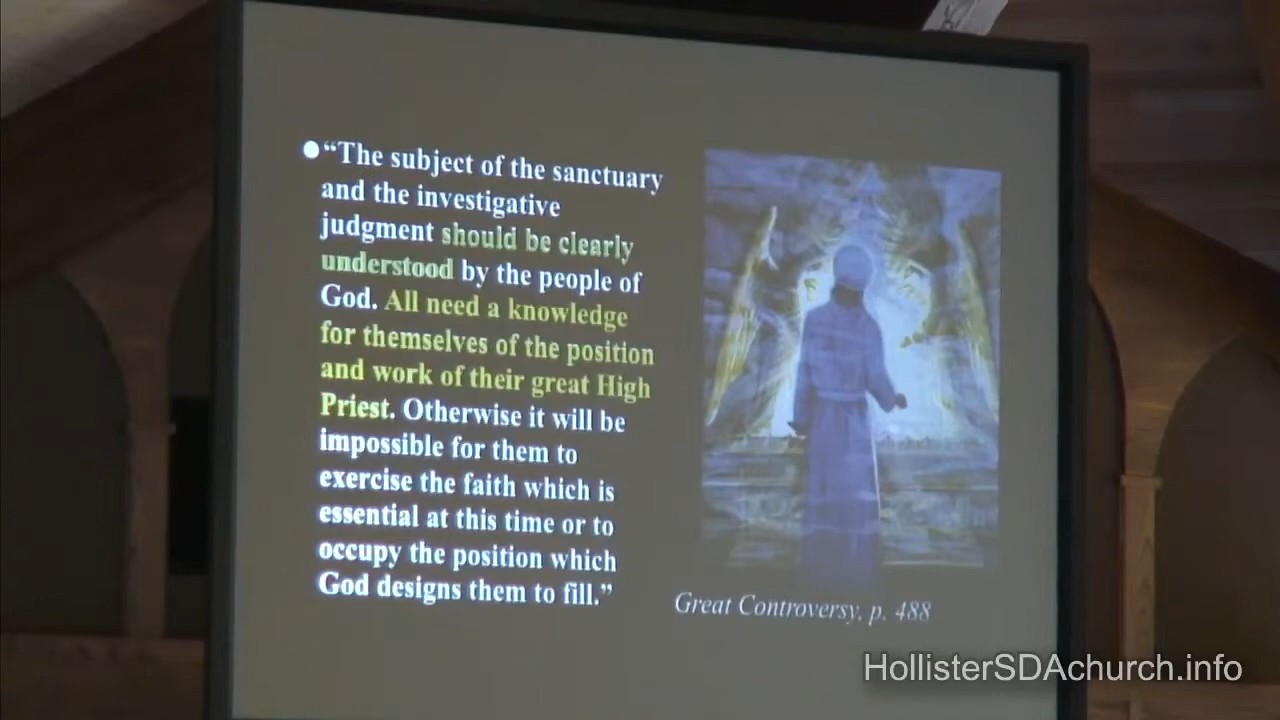 “The subject of the sanctuary
and the investigative
judgment should be clearly
understood by the people of
God. All need a knowledge
for themselves of the position
and work of their great High
Priest. Otherwise it will be
impossible for them to
exercise the faith which is
essential at this time or to
occupy the position which
God designs them to fill.”
Great Controversy, p. 488
HollisterSDAchurch.info